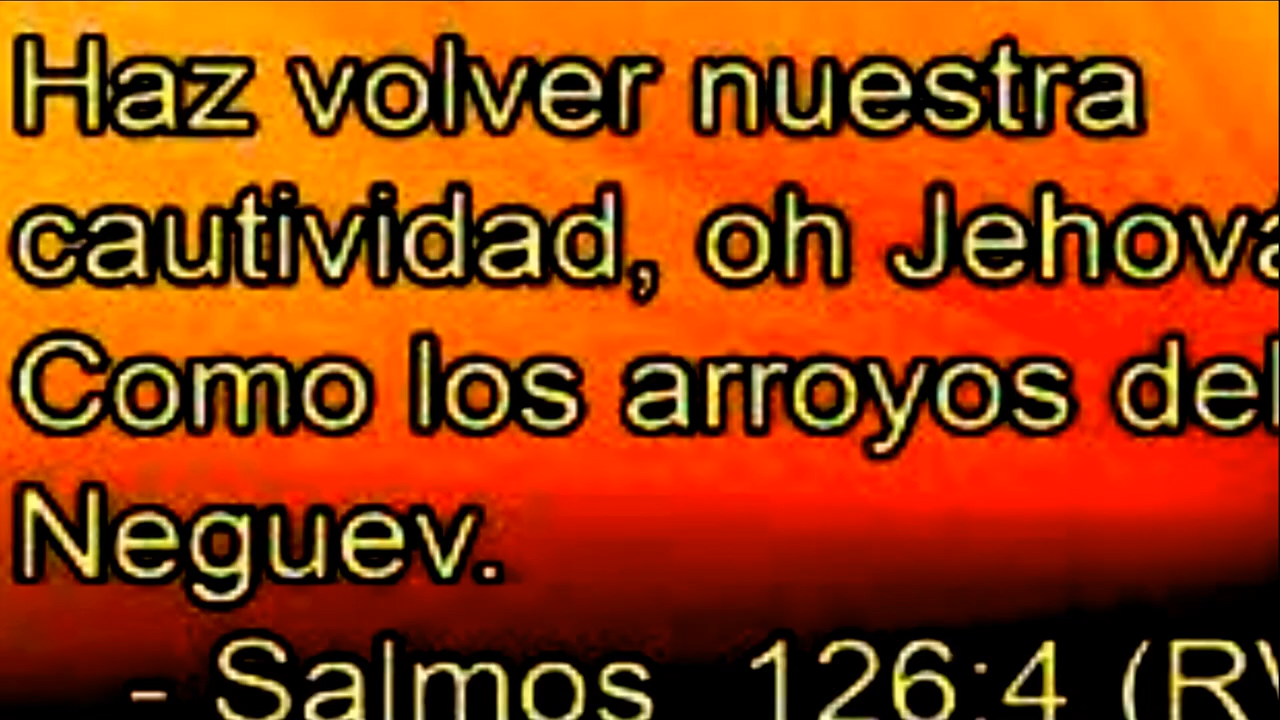 Haz volver nuestra
cautividad, oh Jehova
Como los arroyos del
Neguev.
- Salmos 126:4 (RV